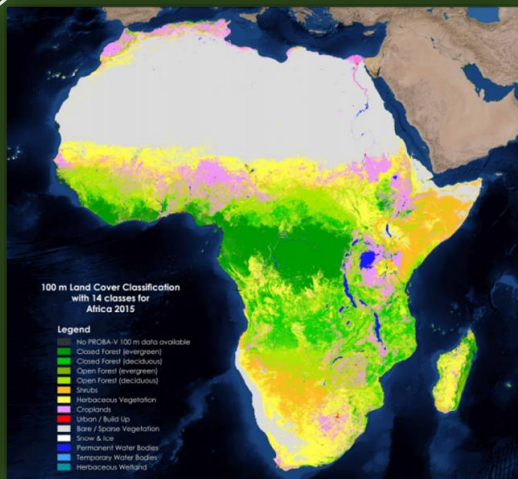 100 m Land Cover Classification
with 14 classes for
Africa 2015
Legend
No PROBA-V 100 m data available
Closed Forest (evergreen)
Closed Forest (deciduous)
Open Forest (evergreen)
Open Forest (deciduous)
Shrubs
Herbaceous Vegetation
Croplands
Urban / Build Up
Bare / Sparse Vegetation
Snow & Ice
Permanent Water Bodies
Temporary Water Bodies
Herbaceous Wetland